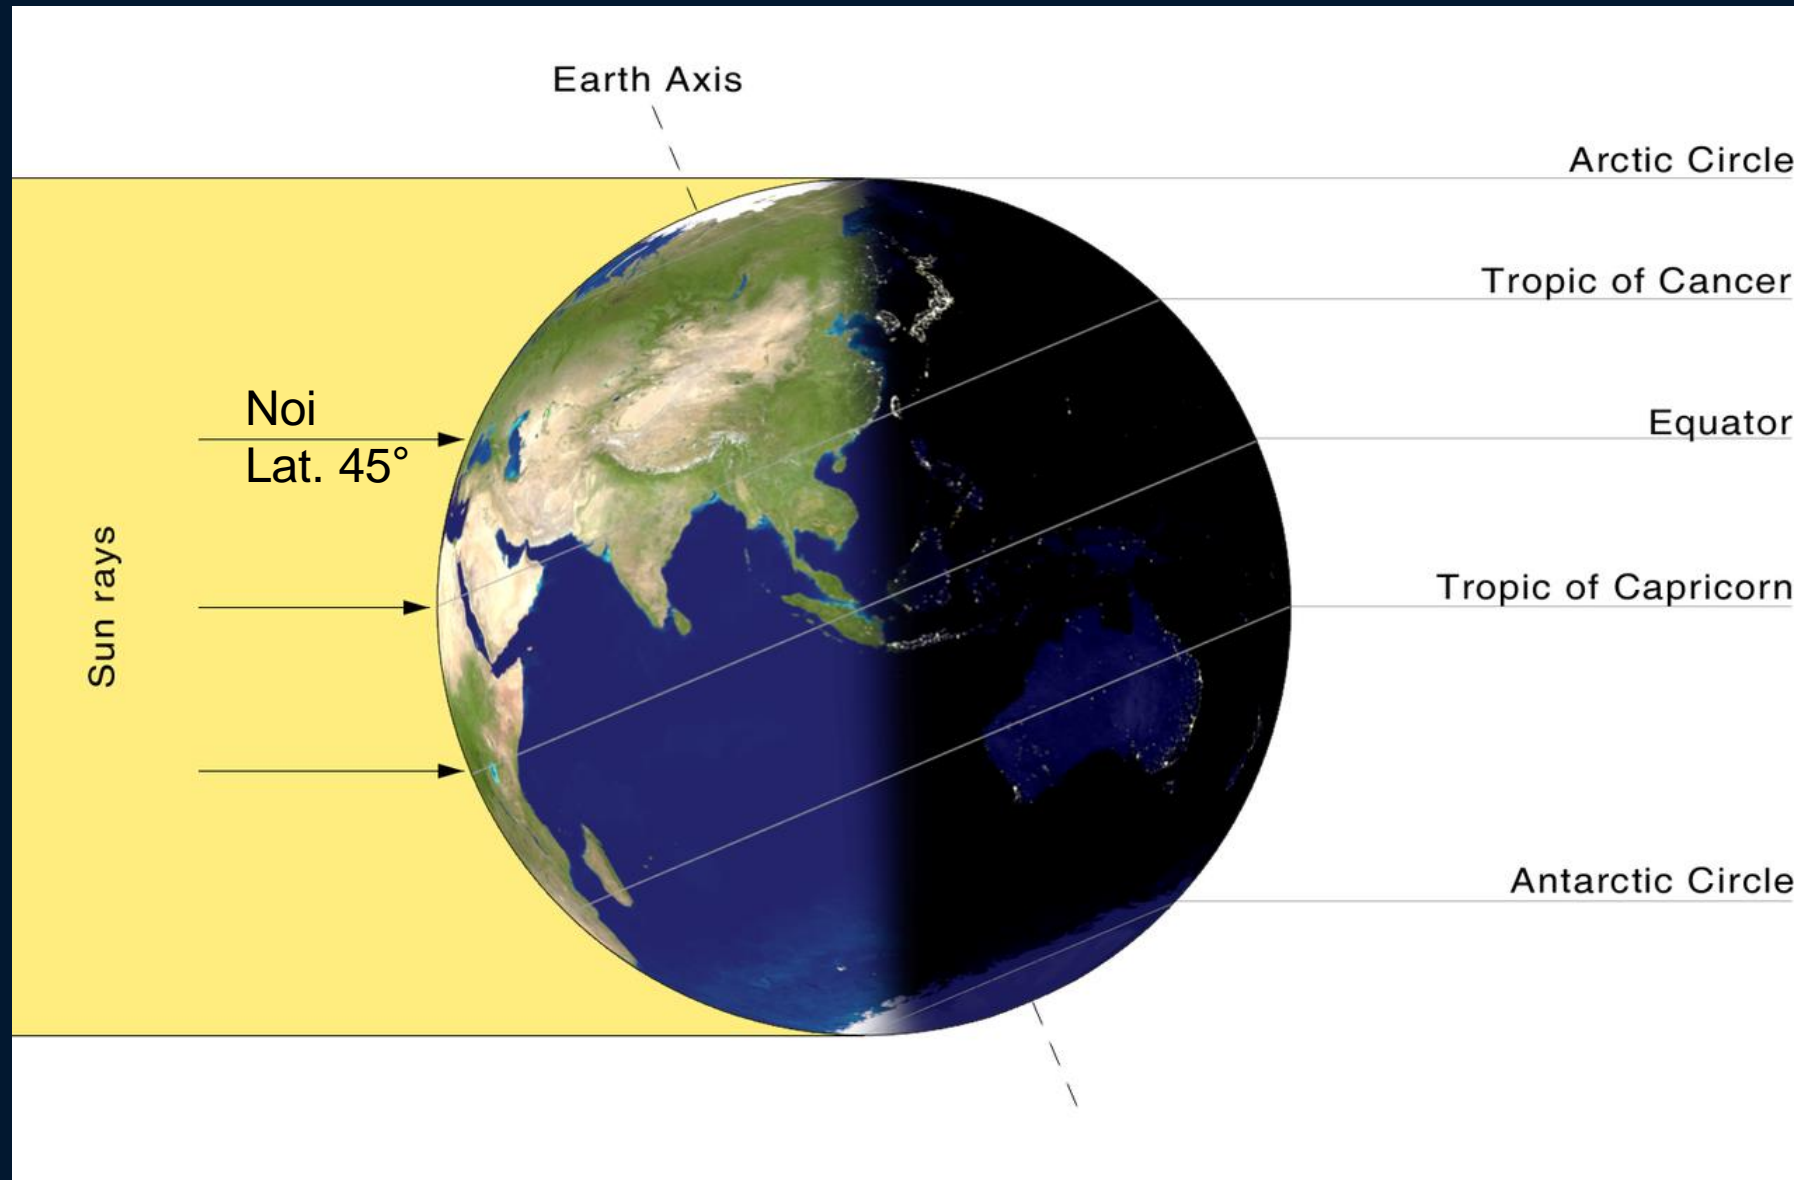 Earth Axis
Arctic Circle
Tropic of Cancer
Noi
Lat. 45°
Equator
Sun rays
Tropic of Capricorn
Antarctic Circle